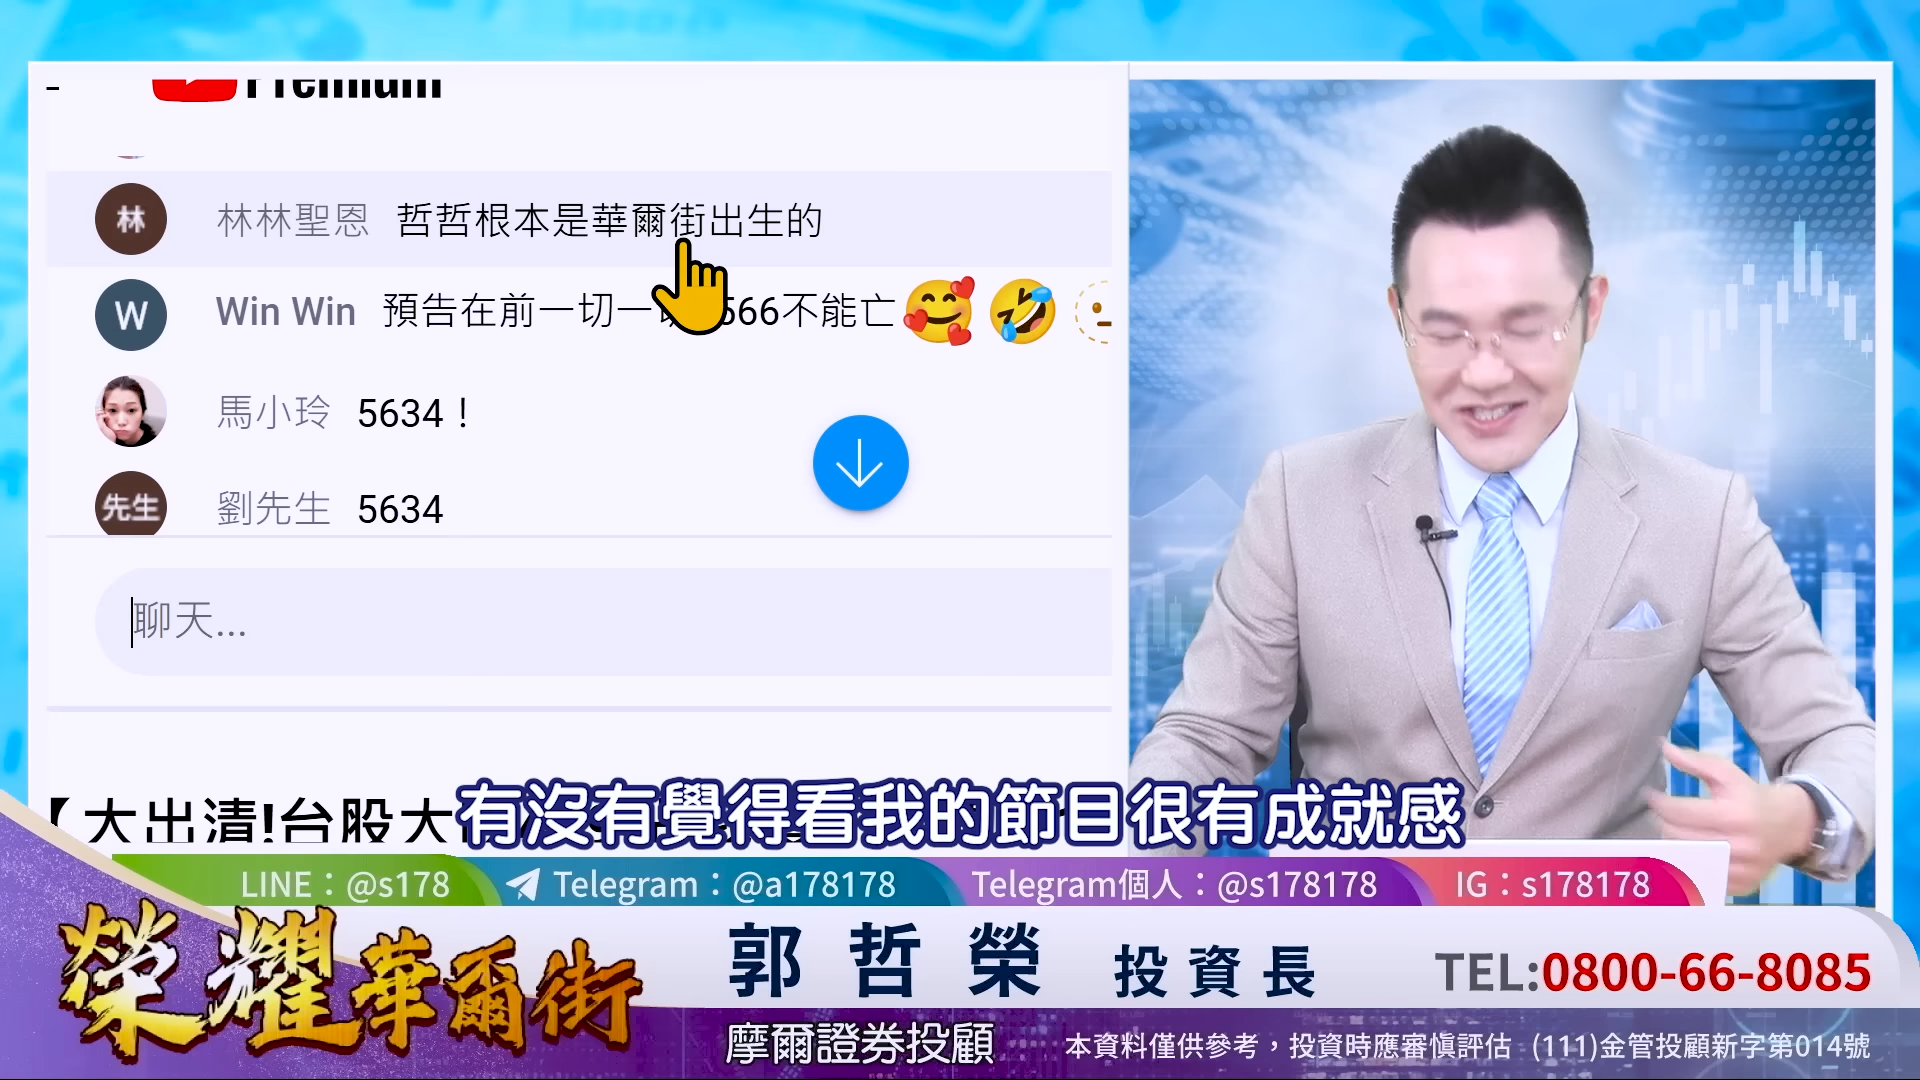 Premium
林 林林聖恩 哲哲根本是華爾街出生的
W Win Win 預告在前一切一切 566不能亡
馬小玲 5634！
先生 劉先生 5634
聊天...
【大出清!台股大
有沒有覺得看我的節目很有成就感
LINE：@s178 Telegram：@a178178 Telegram個人：@s178178 IG：s178178
榮耀華爾街
郭哲榮 投資長 TEL:0800-66-8085
摩爾證券投顧 本資料僅供參考，投資時應審慎評估 (111)金管投顧新字第014號